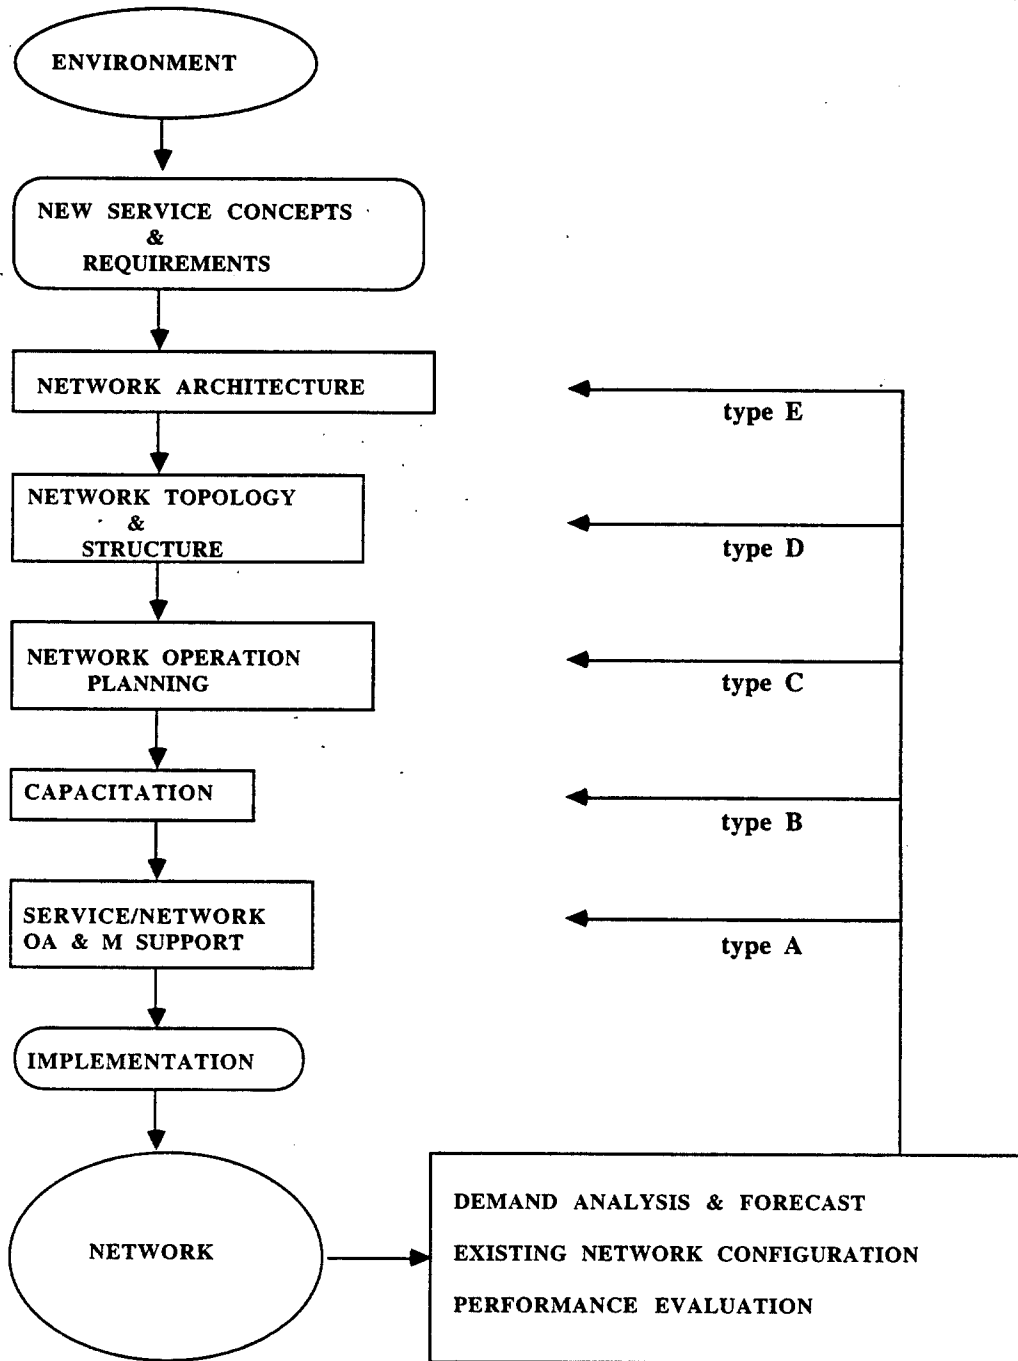 ENVIRONMENT
NEW SERVICE CONCEPTS
&
REQUIREMENTS
NETWORK ARCHITECTURE
type E
NETWORK TOPOLOGY
&
STRUCTURE
type D
NETWORK OPERATION
PLANNING
type C
CAPACITATION
type B
SERVICE/NETWORK
OA & M SUPPORT
type A
IMPLEMENTATION
NETWORK
DEMAND ANALYSIS & FORECAST
EXISTING NETWORK CONFIGURATION
PERFORMANCE EVALUATION